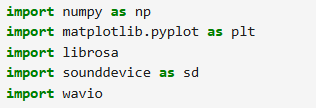 import numpy as np
import matplotlib.pyplot as plt
import librosa
import sounddevice as sd
import wavio